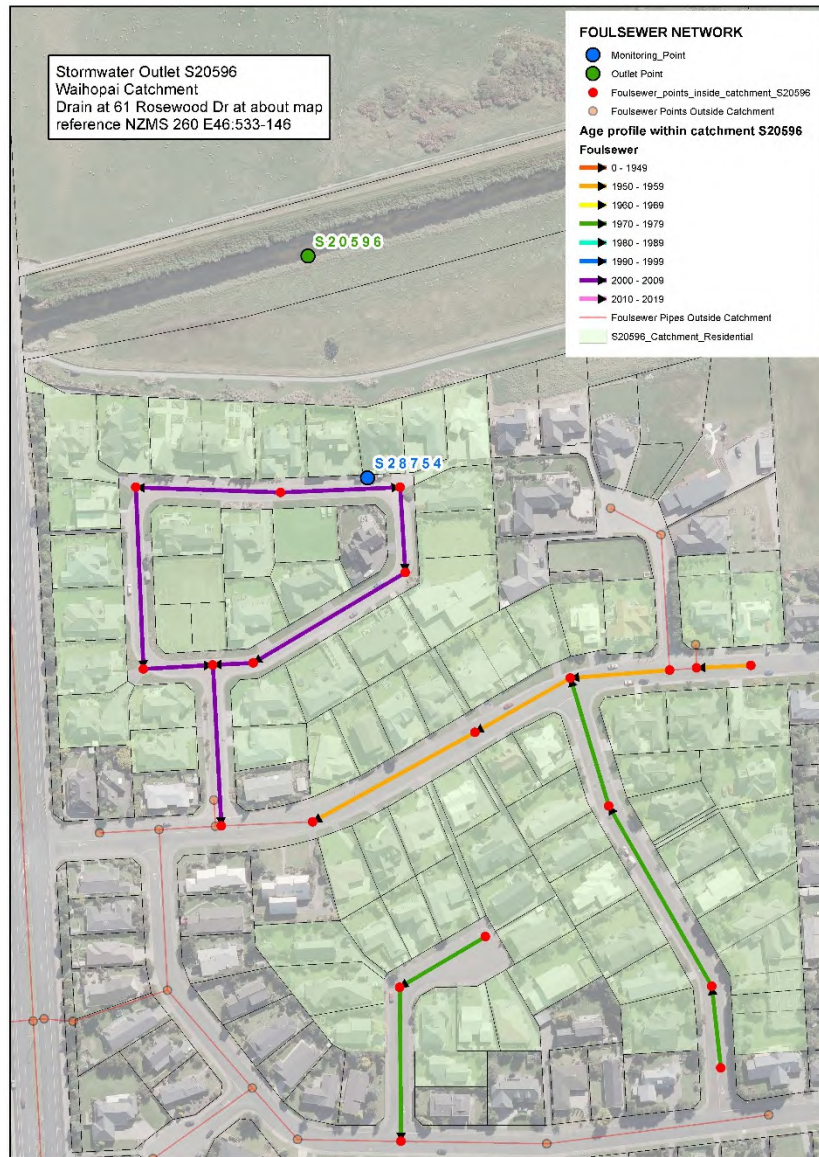 Stormwater Outlet S20596
Waihopai Catchment
Drain at 61 Rosewood Dr at about map
reference NZMS 260 E46:533-146
FOULSEWER NETWORK
Monitoring_Point
Outlet Point
Foulsewer_points_inside_catchment_S20596
Foulsewer Points Outside Catchment
Age profile within catchment S20596
Foulsewer
0 - 1949
1950 - 1959
1960 - 1969
1970 - 1979
1980 - 1989
1990 - 1999
2000 - 2009
2010 - 2019
Foulsewer Pipes Outside Catchment
S20596_Catchment_Residential
S20596
S28754